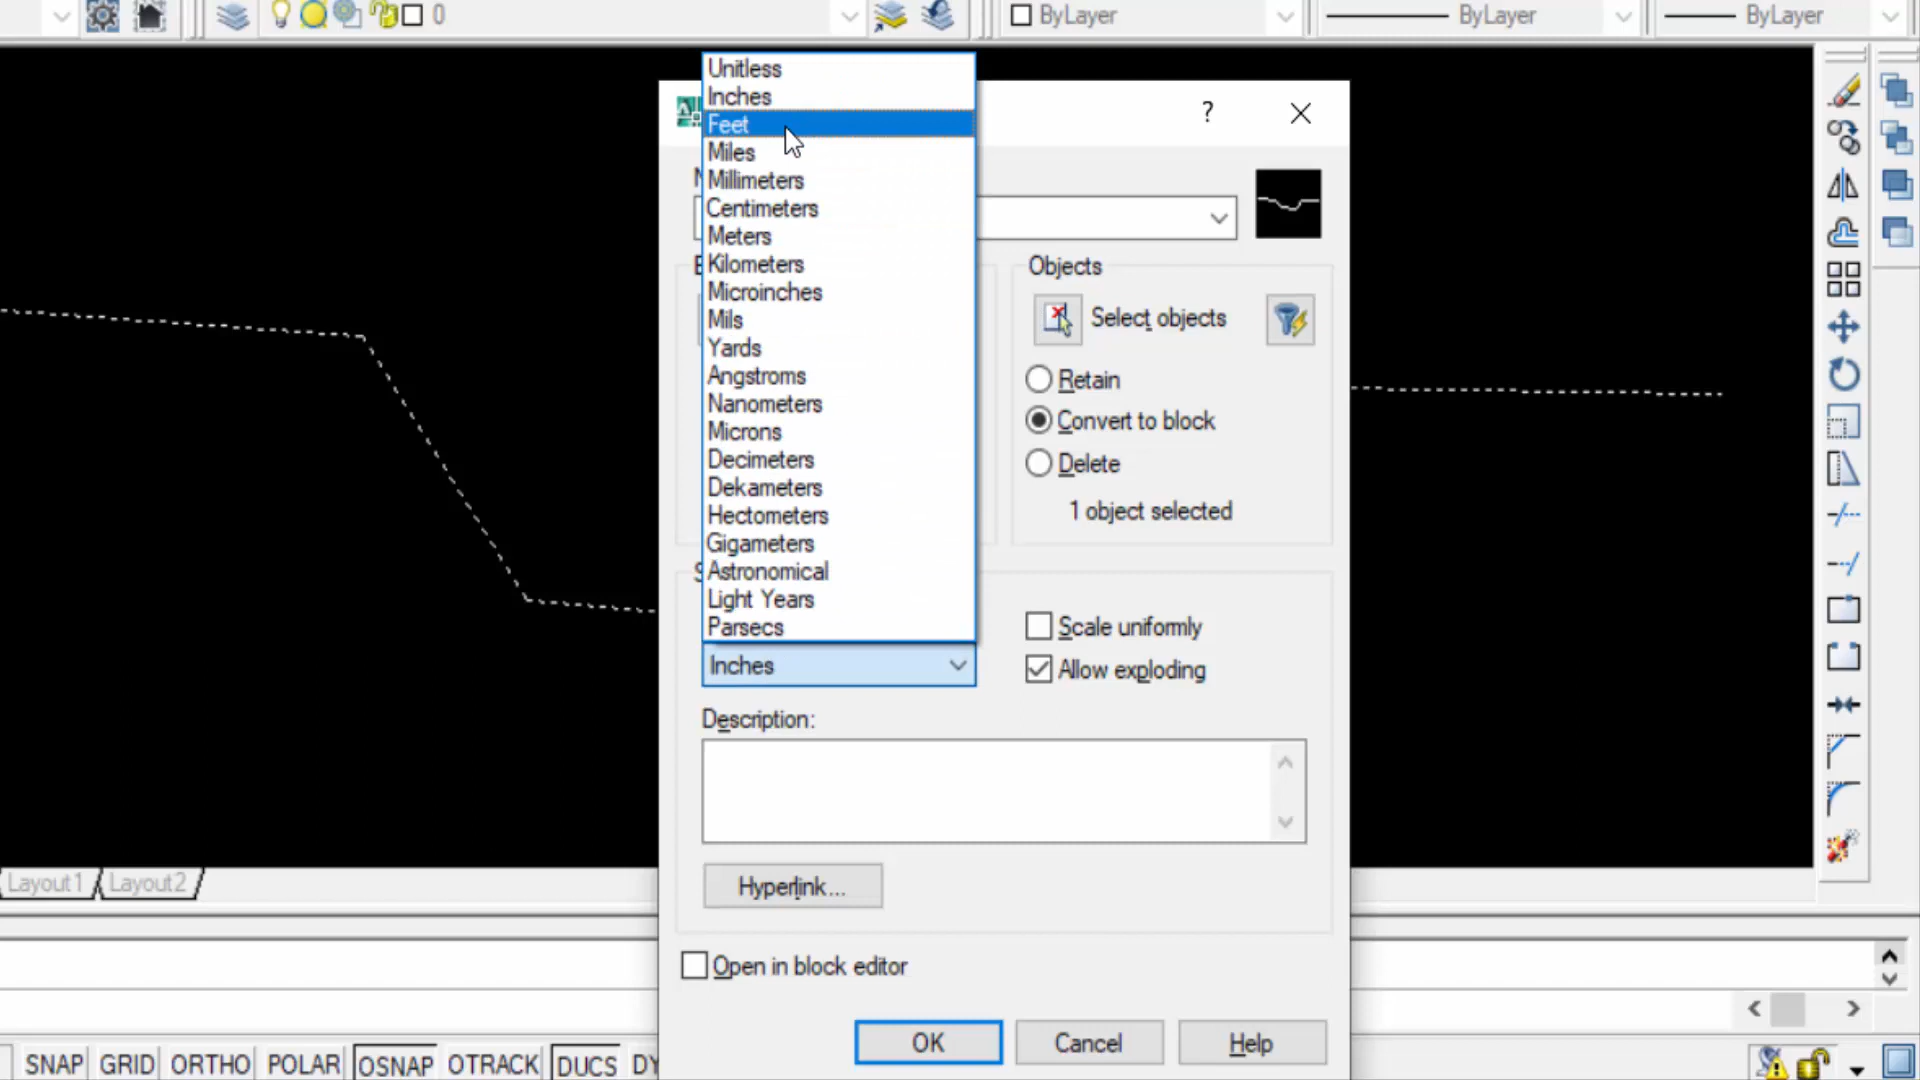 0
ByLayer
ByLayer
ByLayer
Unitless
Inches
Feet
Miles
Millimeters
Centimeters
Meters
Kilometers
Microinches
Mils
Yards
Angstroms
Nanometers
Microns
Decimeters
Dekameters
Hectometers
Gigameters
Astronomical
Light Years
Parsecs
Inches
?
Objects
Select objects
Retain
Convert to block
Delete
1 object selected
Scale uniformly
Allow exploding
Description:
Hyperlink...
Open in block editor
OK
Cancel
Help
Layout1
Layout2
SNAP GRID ORTHO POLAR OSNAP OTRACK DUCS DY